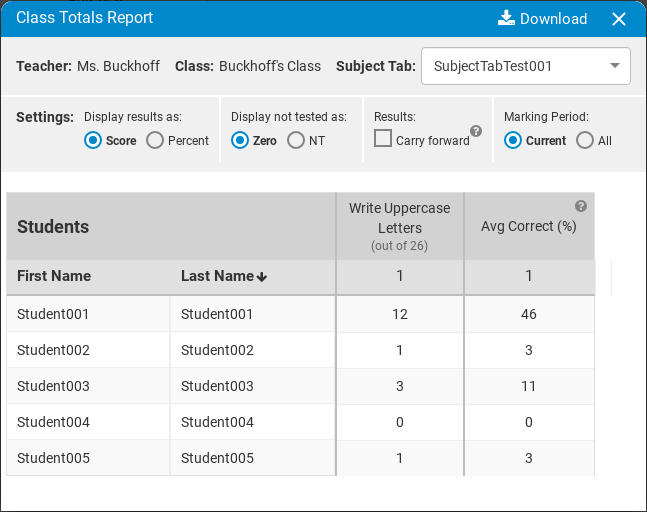 Class Totals Report Download
Teacher: Ms. Buckhoff Class: Buckhoff's Class Subject Tab: SubjectTabTest001
Settings: Display results as: Display not tested as: Results: Marking Period:
Score Percent Zero NT Carry forward ? Current All
Students Write Uppercase Letters (out of 26) Avg Correct (%) ?
First Name Last Name 1 1
Student001 Student001 12 46
Student002 Student002 1 3
Student003 Student003 3 11
Student004 Student004 0 0
Student005 Student005 1 3